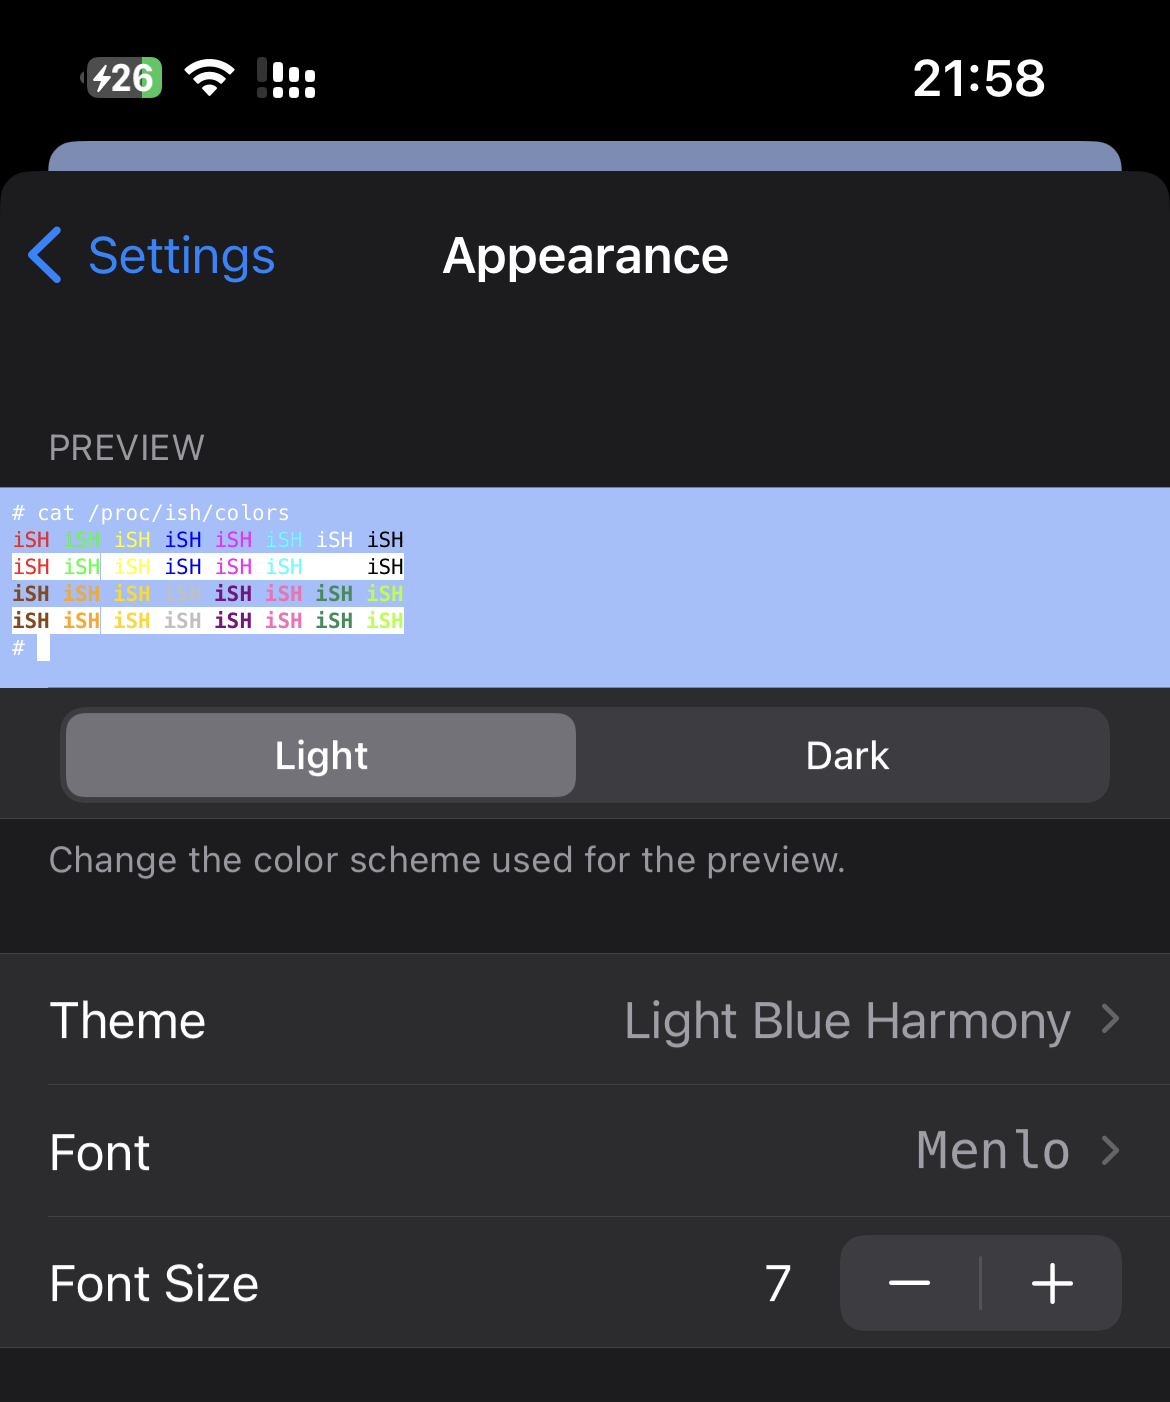 26
21:58
Settings
Appearance
PREVIEW
# cat /proc/ish/colors
iSH iSH iSH iSH iSH iSH iSH iSH
iSH iSH iSH iSH iSH iSH iSH
iSH iSH iSH iSH iSH iSH iSH iSH
iSH iSH iSH iSH iSH iSH iSH iSH
#
Light
Dark
Change the color scheme used for the preview.
Theme
Light Blue Harmony
Font
Menlo
Font Size
7